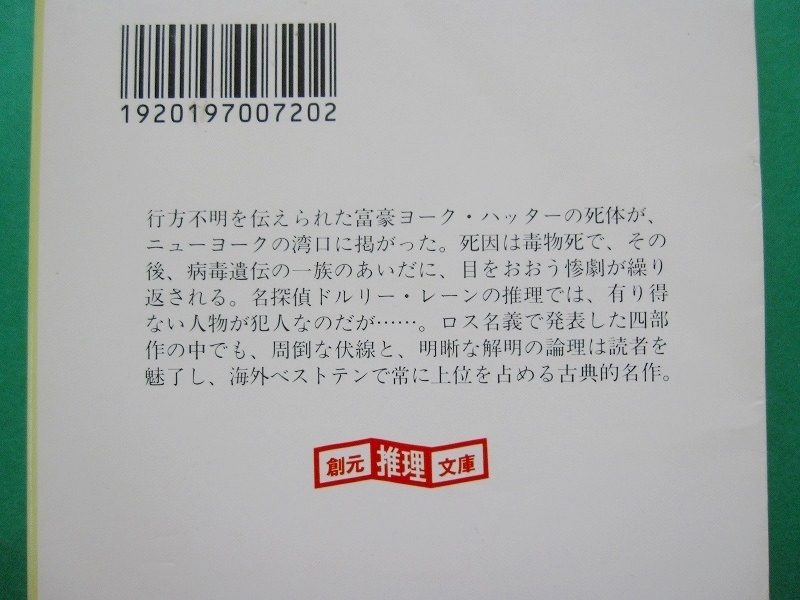 1920197007202
行方不明を伝えられた富豪ヨーク・ハッターの死体が、
ニューヨークの湾口に掲がった。死因は毒物死で、その
後、病毒遺伝の一族のあいだに、目をおおう惨劇が繰り
返される。名探偵ドルリー・レーンの推理では、有り得
ない人物が犯人なのだが……。ロス名義で発表した四部
作の中でも、周倒な伏線と、明晰な解明の論理は読者を
魅了し、海外ベストテンで常に上位を占める古典的名作。
創元推理文庫